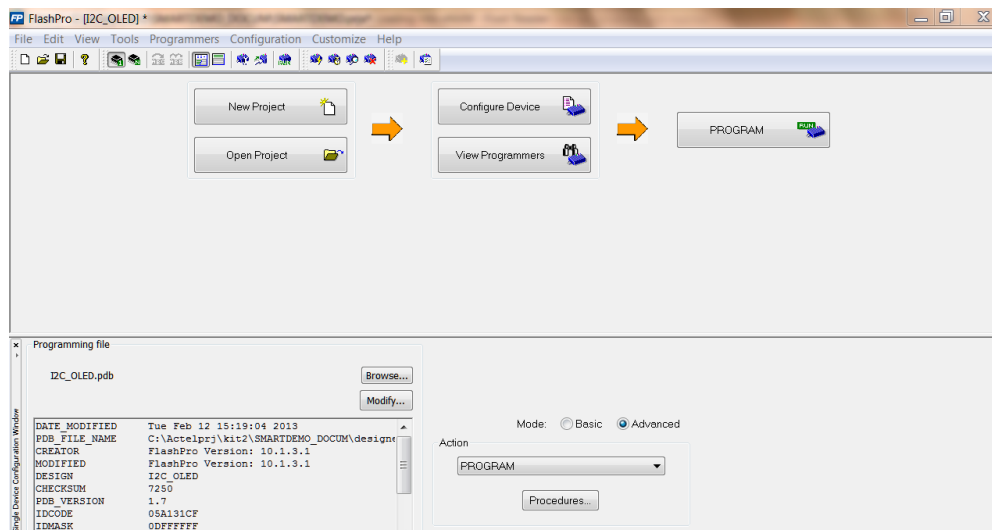 FP FlashPro - [I2C_OLED] *
File Edit View Tools Programmers Configuration Customize Help
New Project
Configure Device
RUN
PROGRAM
Open Project
View Programmers
Programming file
I2C_OLED.pdb
Browse...
Modify...
Single Device Configuration Window
DATE_MODIFIED Tue Feb 12 15:19:04 2013
PDB_FILE_NAME C:\Actelprj\kit2\SMARTDEMO_DOCUM\designe
CREATOR FlashPro Version: 10.1.3.1
MODIFIED FlashPro Version: 10.1.3.1
DESIGN I2C_OLED
CHECKSUM 7250
PDB_VERSION 1.7
IDCODE 05A131CF
IDMASK 0DFFFFFF
Mode: Basic Advanced
Action
PROGRAM
Procedures...